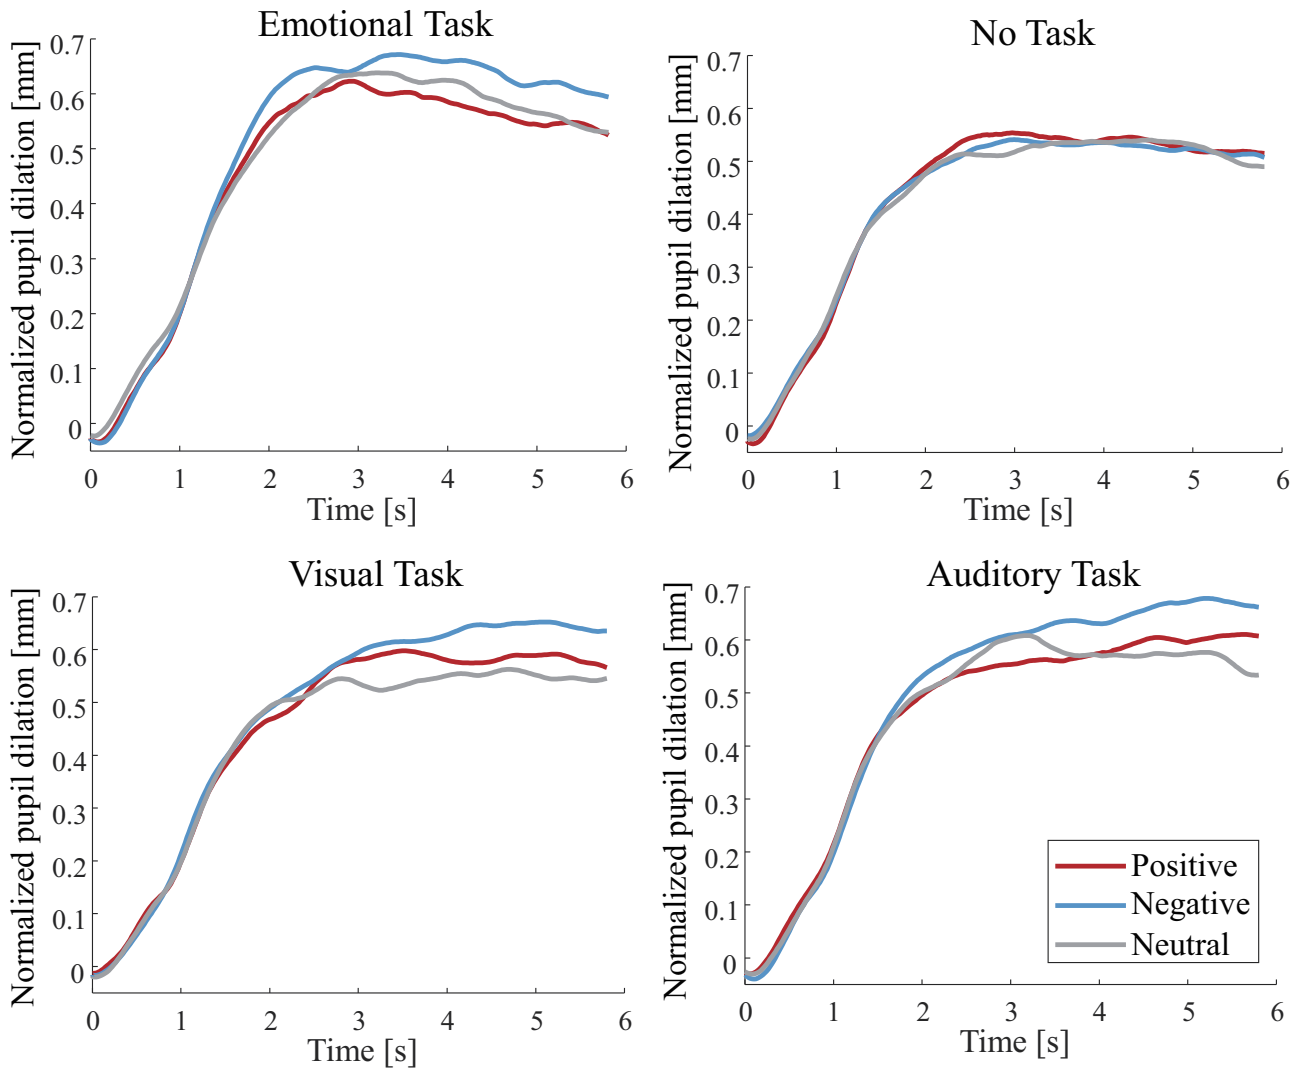 Emotional Task
Normalized pupil dilation [mm]
0.7
0.6
0.5
0.4
0.3
0.2
0.1
0
0 1 2 3 4 5 6
Time [s]
No Task
Normalized pupil dilation [mm]
0.7
0.6
0.5
0.4
0.3
0.2
0.1
0
0 1 2 3 4 5 6
Time [s]
Visual Task
Normalized pupil dilation [mm]
0.7
0.6
0.5
0.4
0.3
0.2
0.1
0
0 1 2 3 4 5 6
Time [s]
Auditory Task
Normalized pupil dilation [mm]
0.7
0.6
0.5
0.4
0.3
0.2
0.1
0
0 1 2 3 4 5 6
Time [s]
Positive
Negative
Neutral